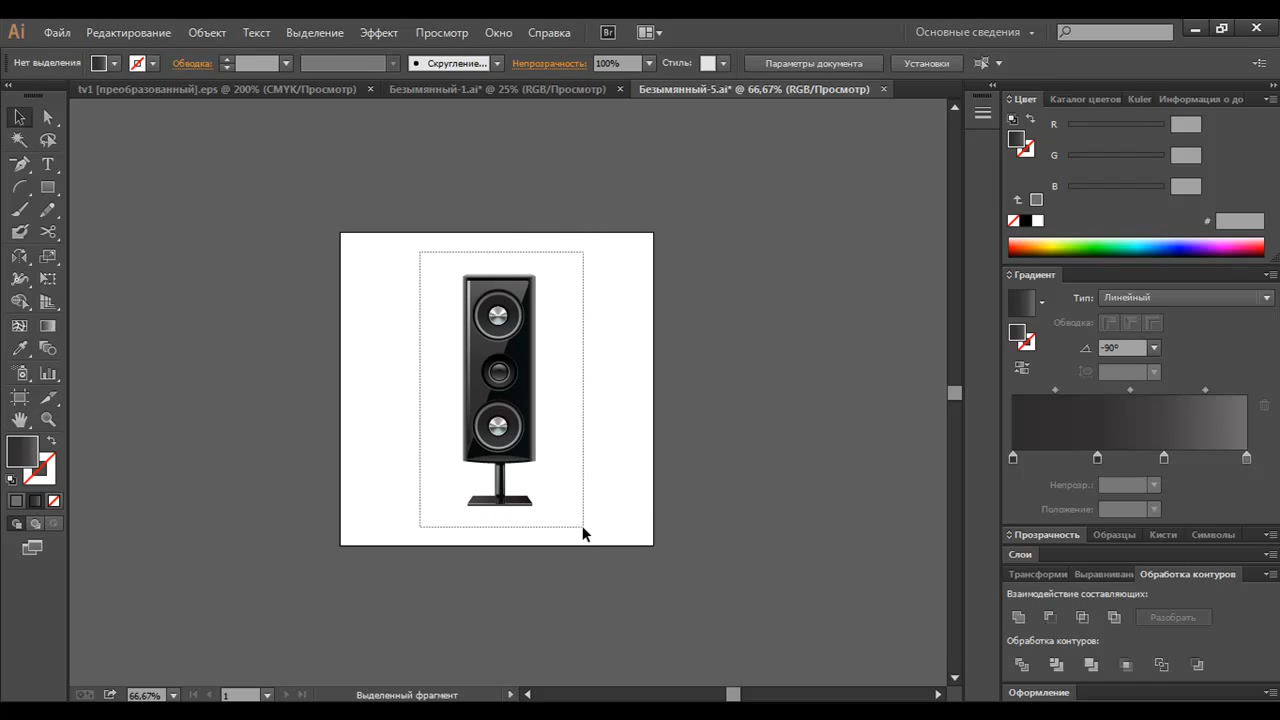 Ai Файл Редактирование Объект Текст Выделение Эффект Просмотр Окно Справка Br Основные сведения
Нет выделения Обводка: Скругление... Непрозрачность: 100% Стиль: Параметры документа Установки
tv1 [преобразованный].eps @ 200% (CMYK/Просмотр) Безымянный-1.ai* @ 25% (RGB/Просмотр) Безымянный-5.ai* @ 66,67% (RGB/Просмотр)
Цвет Каталог цветов Kuler Информация о до
R
G
B
#
Градиент
Тип: Линейный
Обводка:
-90°
Непрозр.:
Положение:
Прозрачность Образцы Кисти Символы
Слои
Трансформи Выравнивани Обработка контуров
Взаимодействие составляющих:
Разобрать
Обработка контуров:
Оформление
66,67% 1 Выделенный фрагмент